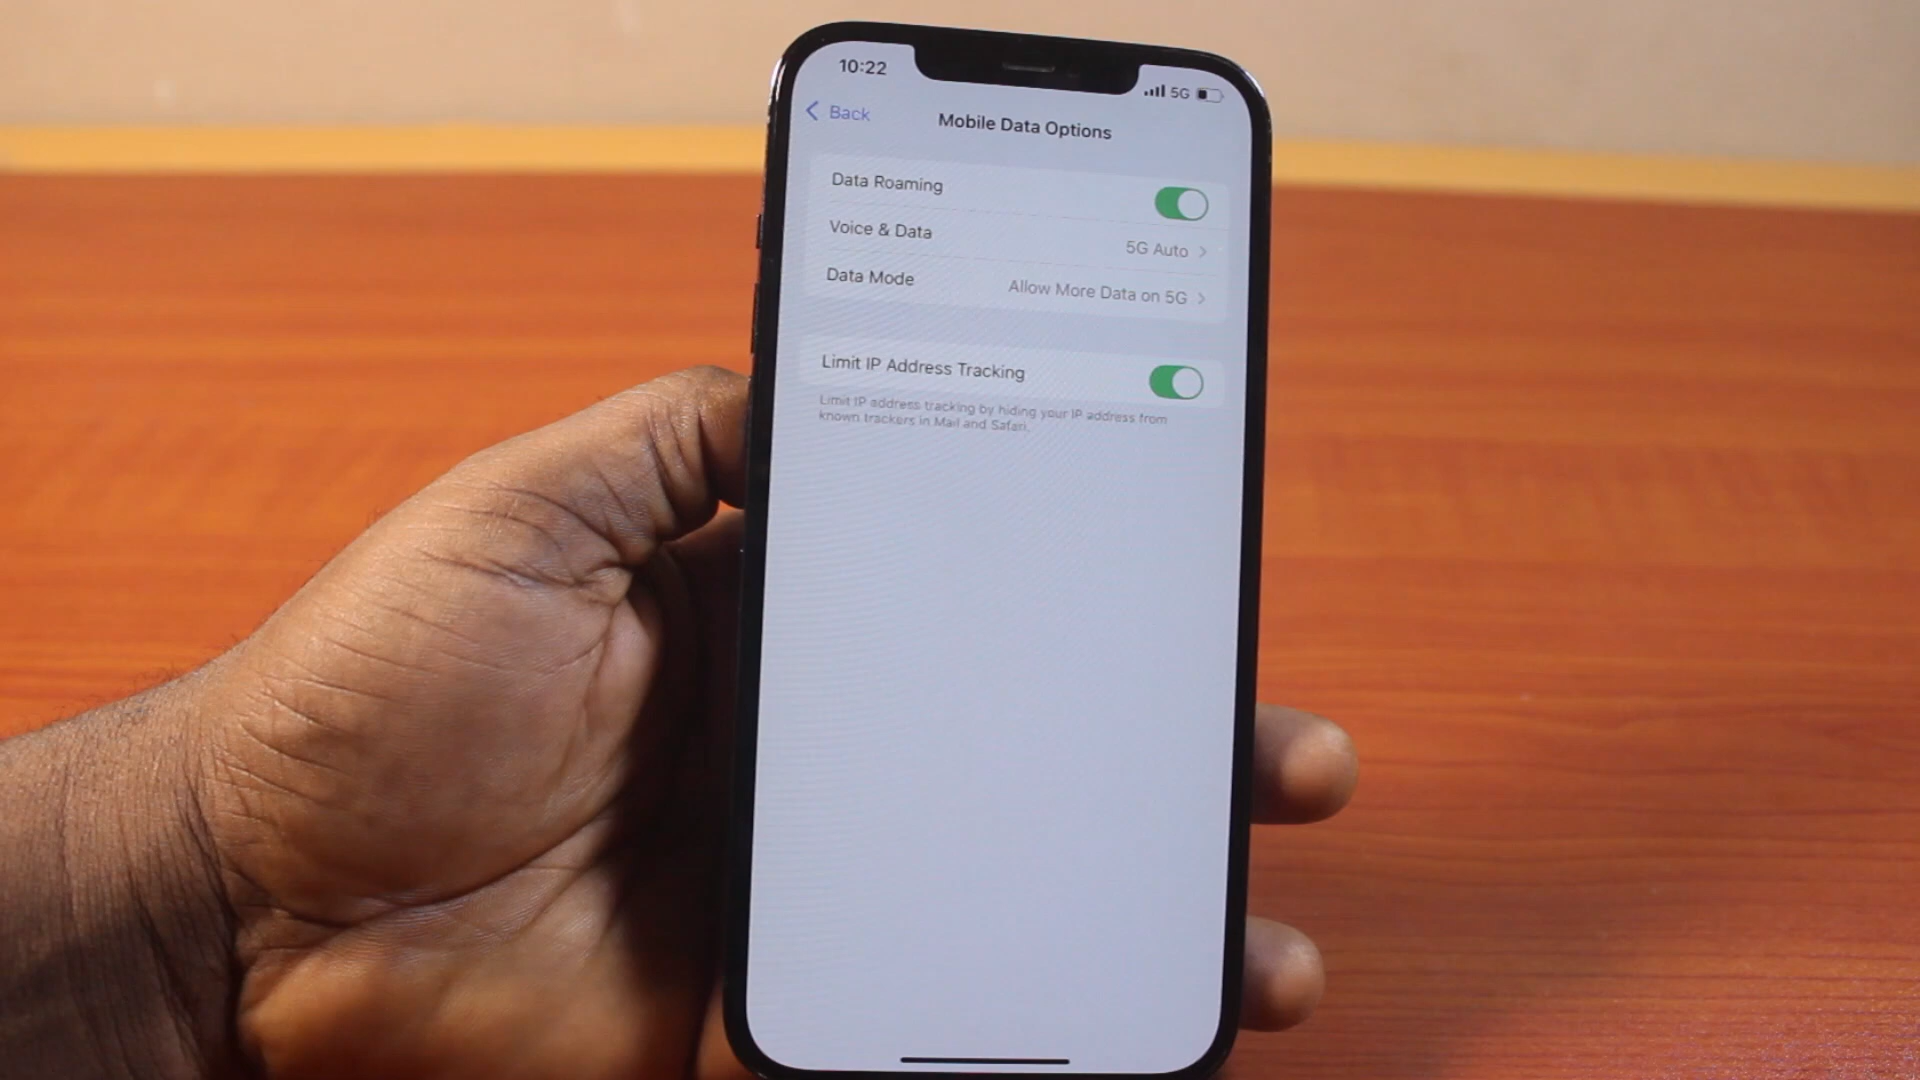 10:22
5G
Back
Mobile Data Options
Data Roaming
Voice & Data
5G Auto
Data Mode
Allow More Data on 5G
Limit IP Address Tracking
Limit IP address tracking by hiding your IP address from
known trackers in Mail and Safari.